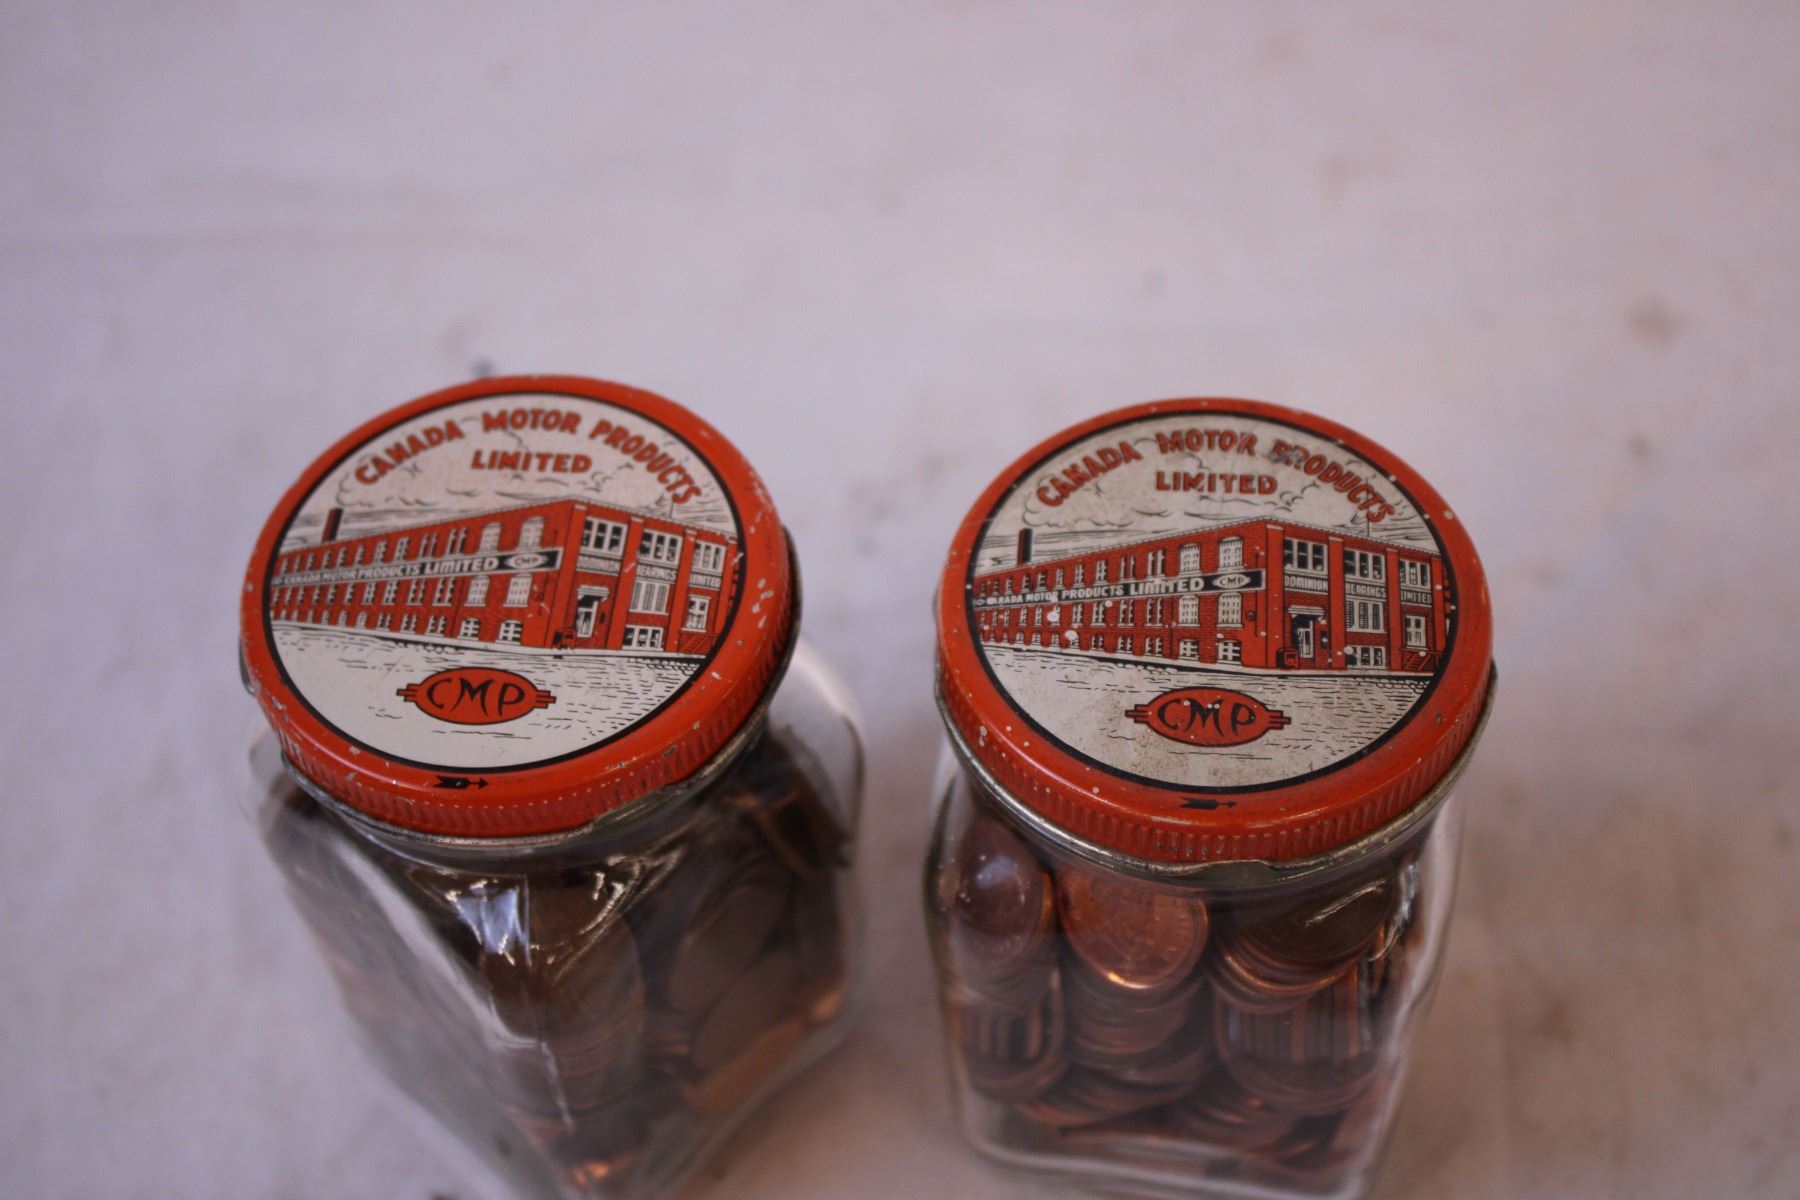 CANADA MOTOR PRODUCTS
LIMITED
CANADA MOTOR PRODUCTS LIMITED CMP
DOMINION BEARINGS LIMITED
CMP
CANADA MOTOR PRODUCTS
LIMITED
CANADA MOTOR PRODUCTS LIMITED CMP
DOMINION BEARINGS LIMITED
CMP